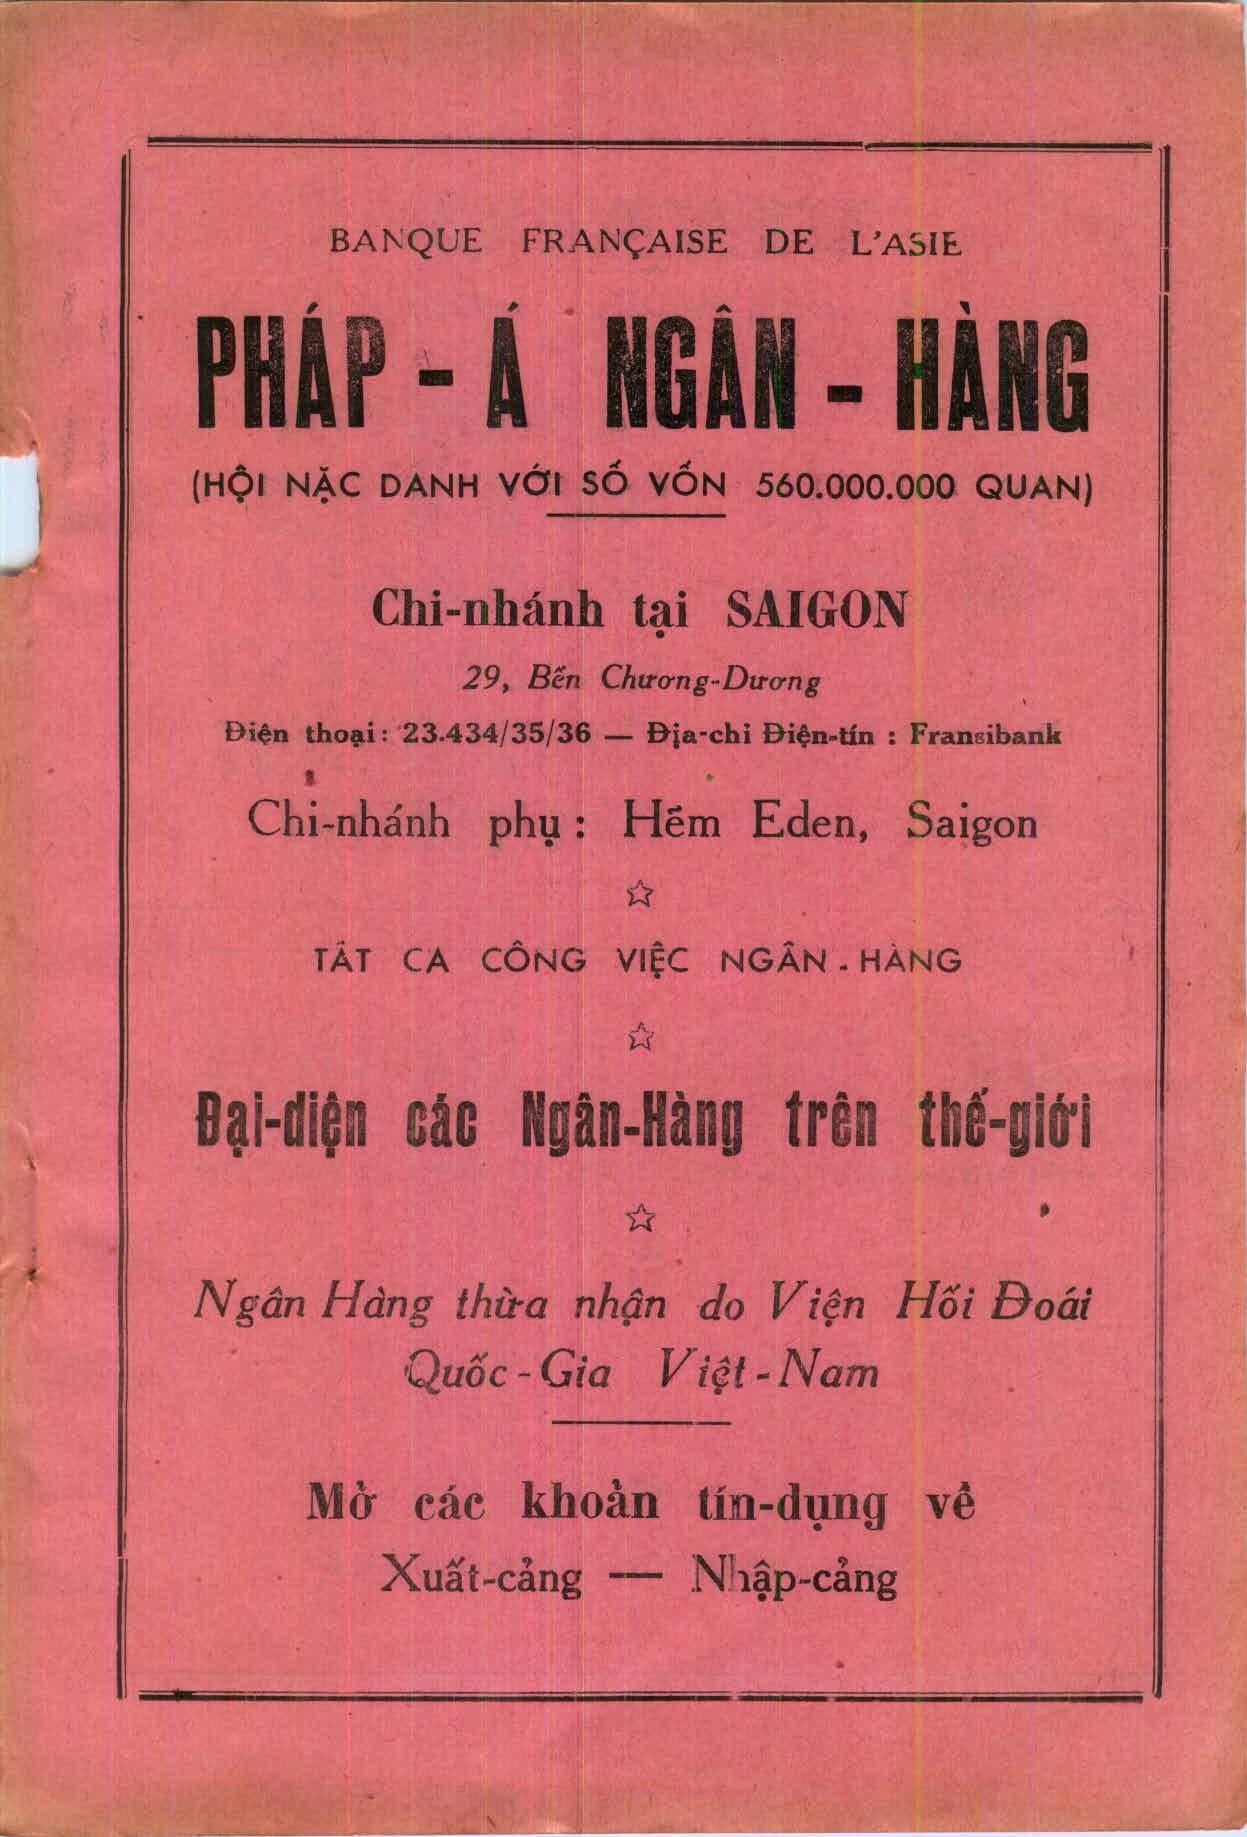 BANQUE FRANÇAISE DE L'ASIE
PHÁP - Á NGÂN - HÀNG
(HỘI NẶC DANH VỚI SỐ VỐN 560.000.000 QUAN)
Chi-nhánh tại SAIGON
29, Bến Chương-Dương
Điện thoại: 23.434/35/36 — Địa-chỉ Điện-tín : Fransibank
Chi-nhánh phụ : Hẻm Eden, Saigon
☆
TẤT CẢ CÔNG VIỆC NGÂN - HÀNG
☆
Đại-diện các Ngân-Hàng trên thế-giới
☆
Ngân Hàng thừa nhận do Viện Hối Đoái
Quốc - Gia Việt - Nam
Mở các khoản tín-dụng về
Xuất-cảng — Nhập-cảng